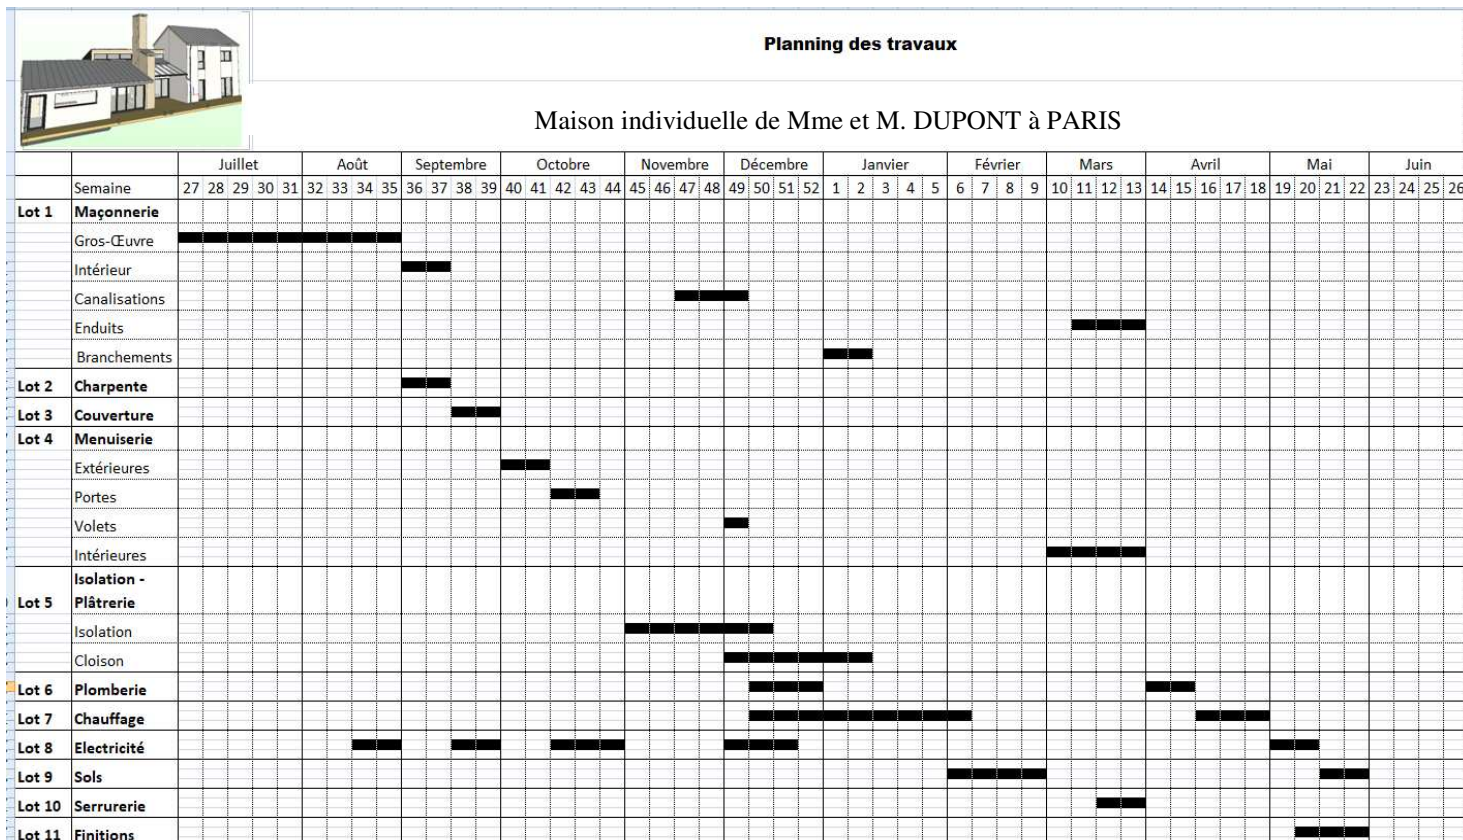 Planning des travaux
Maison individuelle de Mme et M. DUPONT à PARIS
Juillet Août Septembre Octobre Novembre Décembre Janvier Février Mars Avril Mai Juin
Semaine 27 28 29 30 31 32 33 34 35 36 37 38 39 40 41 42 43 44 45 46 47 48 49 50 51 52 1 2 3 4 5 6 7 8 9 10 11 12 13 14 15 16 17 18 19 20 21 22 23 24 25 26
Lot 1 Maçonnerie
Gros-Œuvre
Intérieur
Canalisations
Enduits
Branchements
Lot 2 Charpente
Lot 3 Couverture
Lot 4 Menuiserie
Extérieures
Portes
Volets
Intérieures
Isolation -
Lot 5 Plâtrerie
Isolation
Cloison
Lot 6 Plomberie
Lot 7 Chauffage
Lot 8 Electricité
Lot 9 Sols
Lot 10 Serrurerie
Lot 11 Finitions